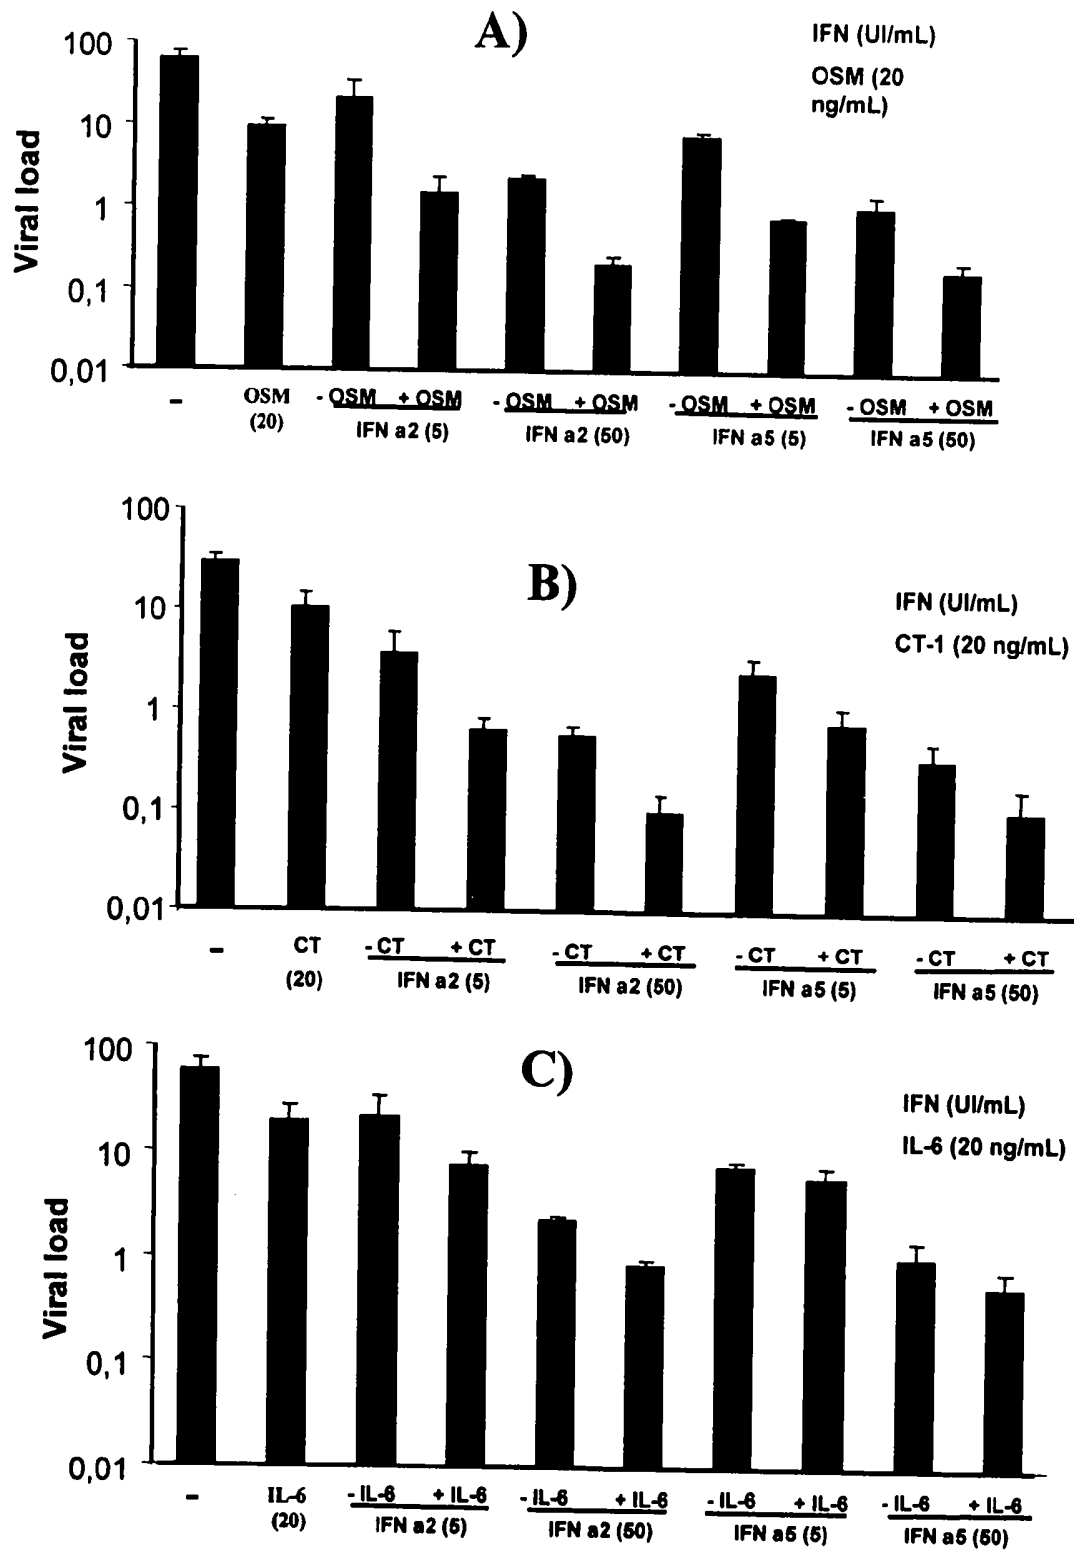 A)
IFN (UI/mL)
OSM (20
ng/mL)
Viral load
100
10
1
0,1
0,01
–
OSM
(20)
- OSM + OSM
IFN a2 (5)
- OSM + OSM
IFN a2 (50)
- OSM + OSM
IFN a5 (5)
- OSM + OSM
IFN a5 (50)
B)
IFN (UI/mL)
CT-1 (20 ng/mL)
Viral load
100
10
1
0,1
0,01
–
CT
(20)
- CT + CT
IFN a2 (5)
- CT + CT
IFN a2 (50)
- CT + CT
IFN a5 (5)
- CT + CT
IFN a5 (50)
C)
IFN (UI/mL)
IL-6 (20 ng/mL)
Viral load
100
10
1
0,1
0,01
–
IL-6
(20)
- IL-6 + IL-6
IFN a2 (5)
- IL-6 + IL-6
IFN a2 (50)
- IL-6 + IL-6
IFN a5 (5)
- IL-6 + IL-6
IFN a5 (50)